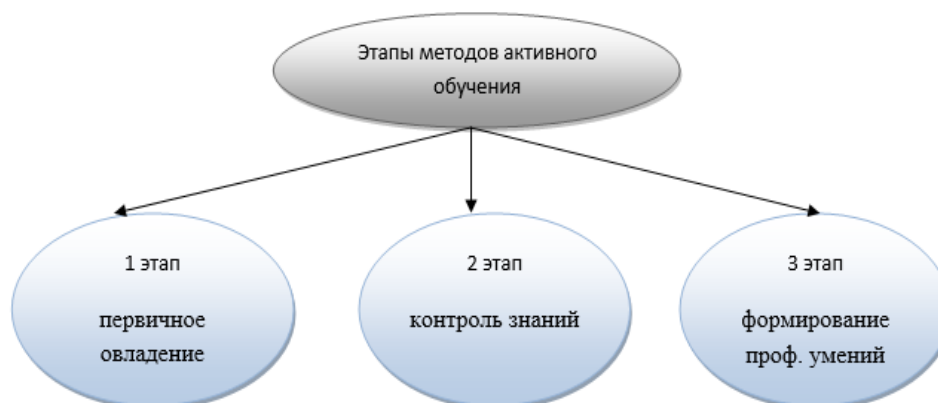 Этапы методов активного
обучения
1 этап
первичное
овладение
2 этап
контроль знаний
3 этап
формирование
проф. умений